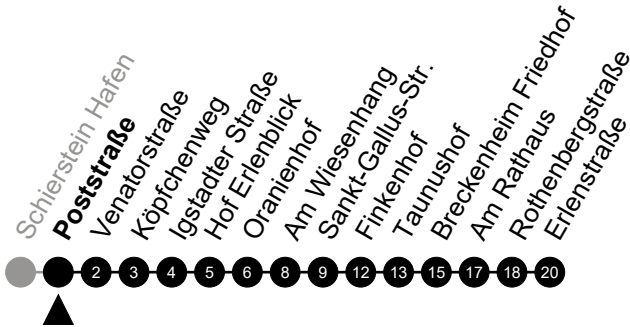 Schierstein Hafen
Poststraße
Venatorstraße
Köpfchenweg
Igstadter Straße
Hof Erlenblick
Oranienhof
Am Wiesenhang
Sankt-Gallus-Str.
Finkenhof
Taunushof
Breckenheim Friedhof
Am Rathaus
Rothenbergstraße
Erlenstraße
2 3 4 5 6 8 9 12 13 15 17 18 20